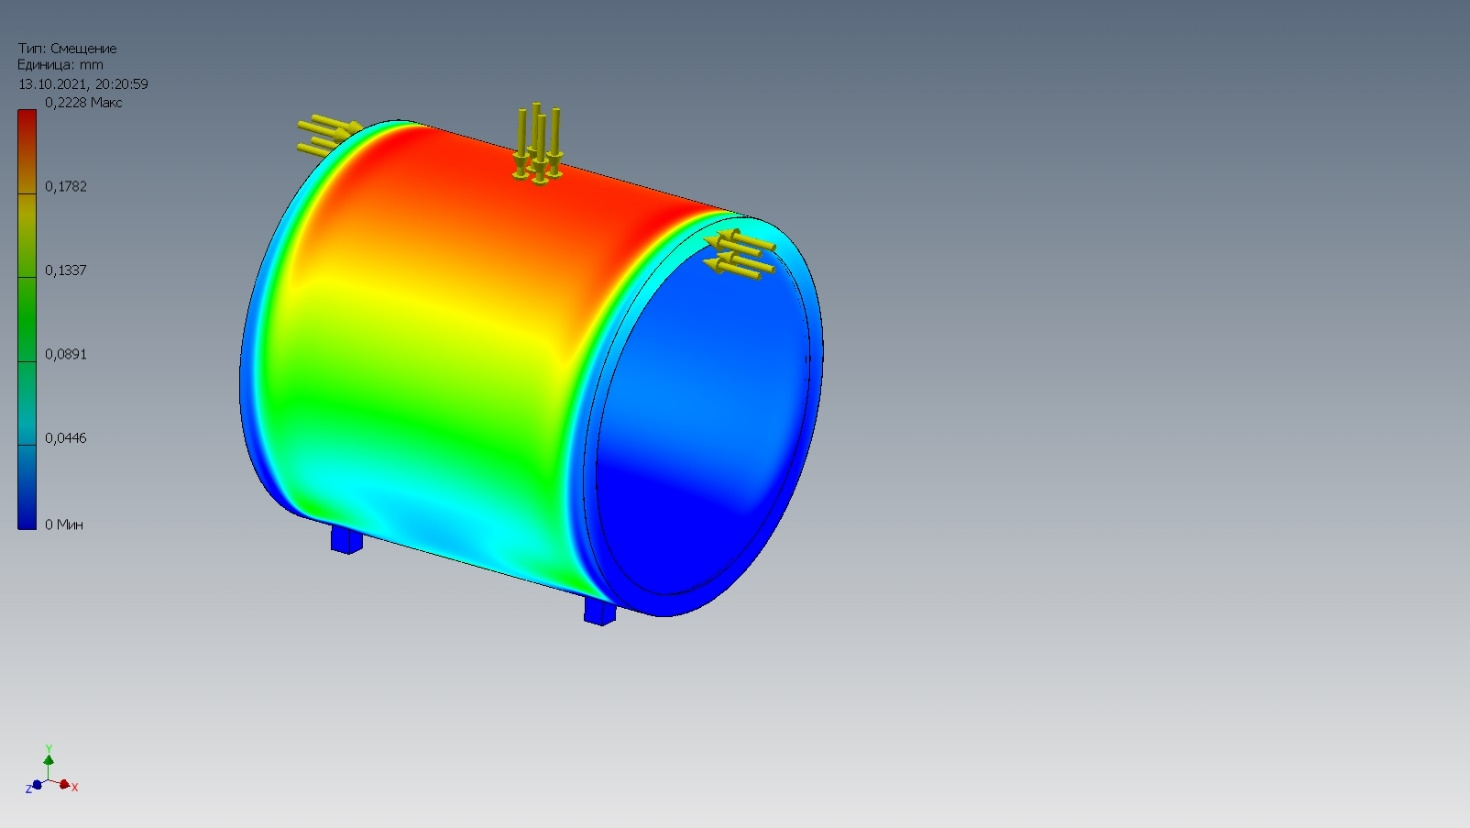 Тип: Смещение
Единица: mm
13.10.2021, 20:20:59
0,2228 Макс
0,1782
0,1337
0,0891
0,0446
0 Мин
Y
Z
X